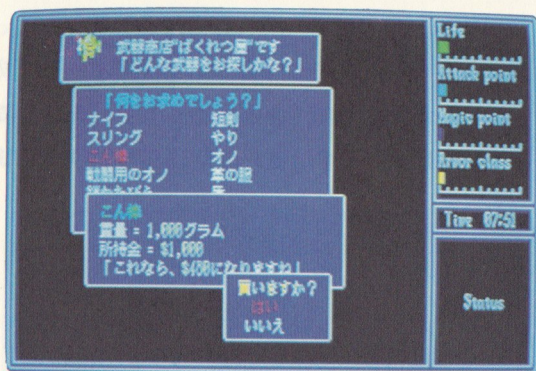 武器商店"ばくれつ屋"です
「どんな武器をお探しかな？」
「何をお求めでしょう？」
ナイフ 短剣
スリング やり
こん棒 オノ
戦闘用のオノ 革の服
こん棒
重量 = 1,000グラム
所持金 = $1,000
「これなら、$450になりますね」
買いますか？
はい
いいえ
Life
Attack point
Magic point
Armor class
Time 07:51
Status